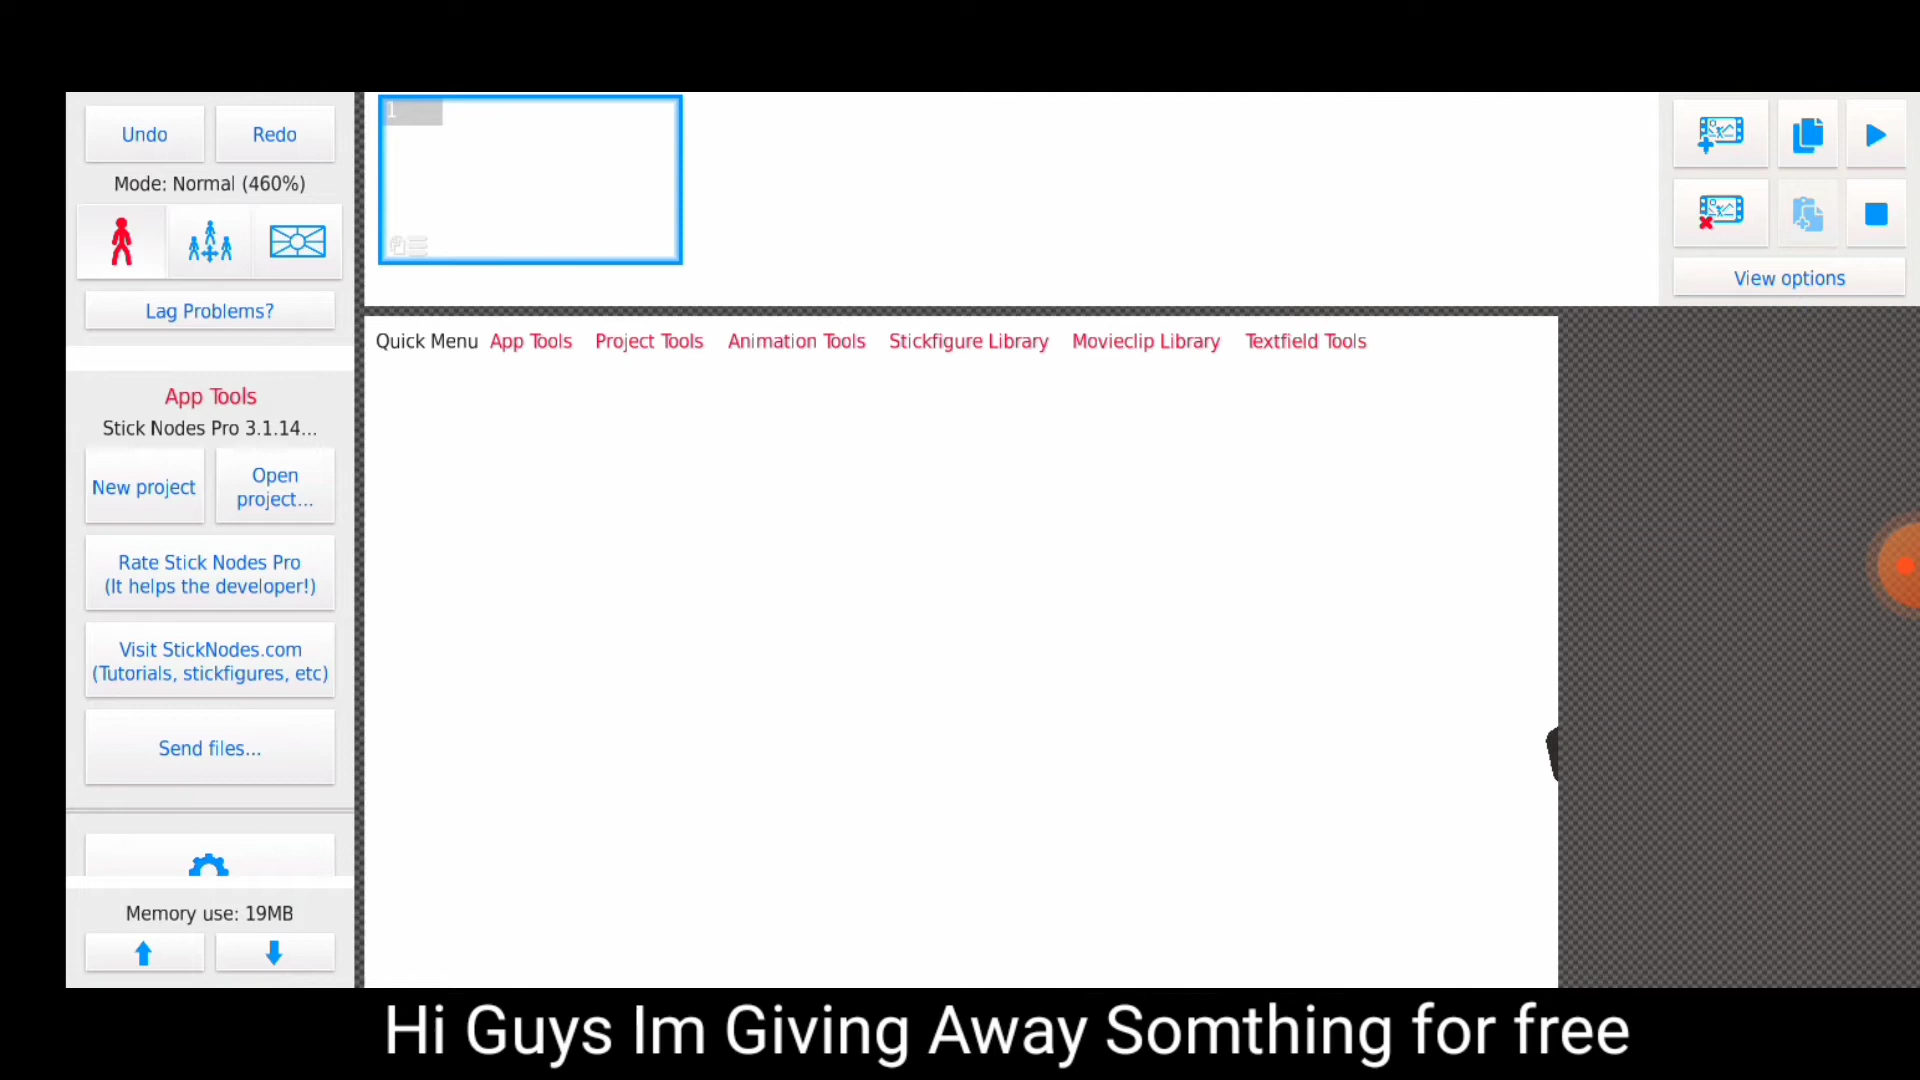 Undo Redo
Mode: Normal (460%)
Lag Problems?
1
View options
Quick Menu App Tools Project Tools Animation Tools Stickfigure Library Movieclip Library Textfield Tools
App Tools
Stick Nodes Pro 3.1.14...
New project
Open
project...
Rate Stick Nodes Pro
(It helps the developer!)
Visit StickNodes.com
(Tutorials, stickfigures, etc)
Send files...
Memory use: 19MB
Hi Guys Im Giving Away Somthing for free